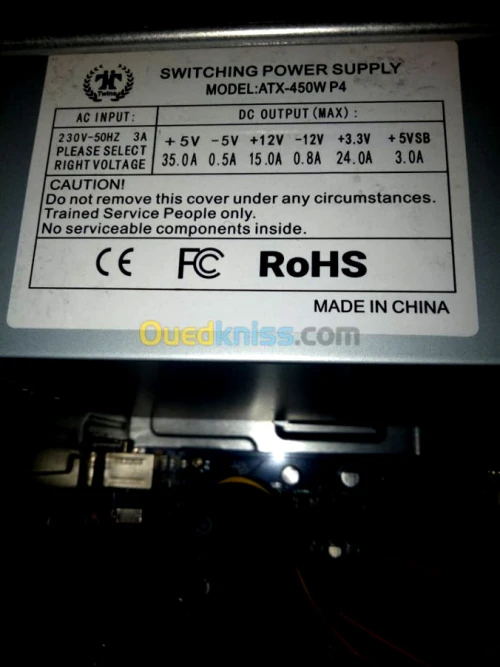 Twins
SWITCHING POWER SUPPLY
MODEL:ATX-450W P4
AC INPUT:
DC OUTPUT (MAX) :
230V-50HZ 3A
PLEASE SELECT
RIGHT VOLTAGE
+5V -5V +12V -12V +3.3V +5VSB
35.0A 0.5A 15.0A 0.8A 24.0A 3.0A
CAUTION!
Do not remove this cover under any circumstances.
Trained Service People only.
No serviceable components inside.
CE FC RoHS
MADE IN CHINA
Ouedkniss.com